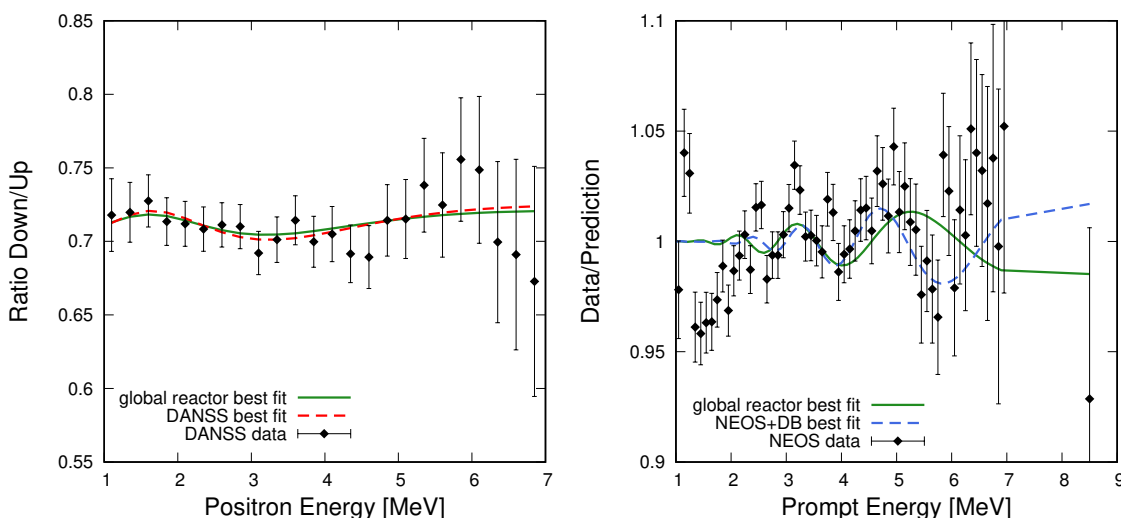 0.85
0.8
0.75
0.7
0.65
0.6
0.55
Ratio Down/Up
global reactor best fit
DANSS best fit
DANSS data
1 2 3 4 5 6 7
Positron Energy [MeV]
1.1
1.05
1
0.95
0.9
Data/Prediction
global reactor best fit
NEOS+DB best fit
NEOS data
1 2 3 4 5 6 7 8 9
Prompt Energy [MeV]